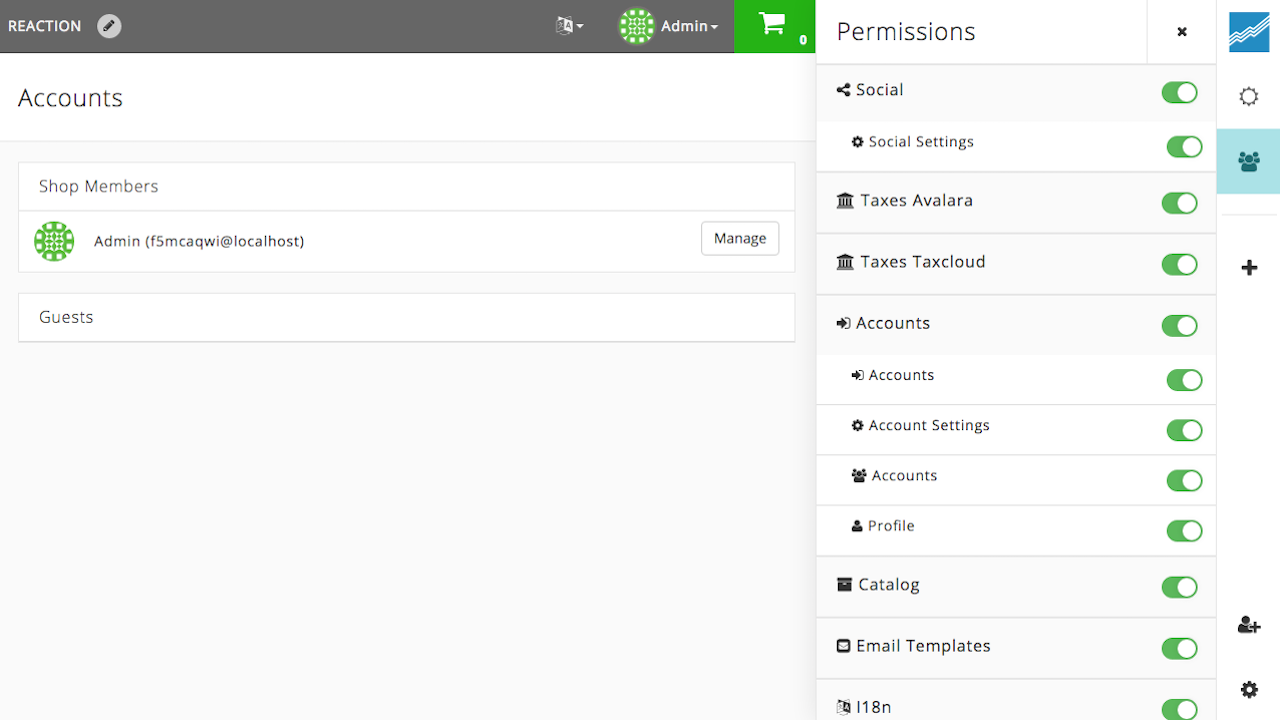 REACTION
Admin
0
Accounts
Shop Members
Admin (f5mcaqwi@localhost)
Manage
Guests
Permissions
Social
Social Settings
Taxes Avalara
Taxes Taxcloud
Accounts
Accounts
Account Settings
Accounts
Profile
Catalog
Email Templates
I18n